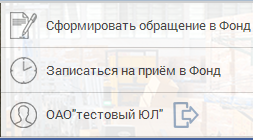 Сформировать обращение в Фонд
Записаться на приём в Фонд
ОАО"тестовый ЮЛ"